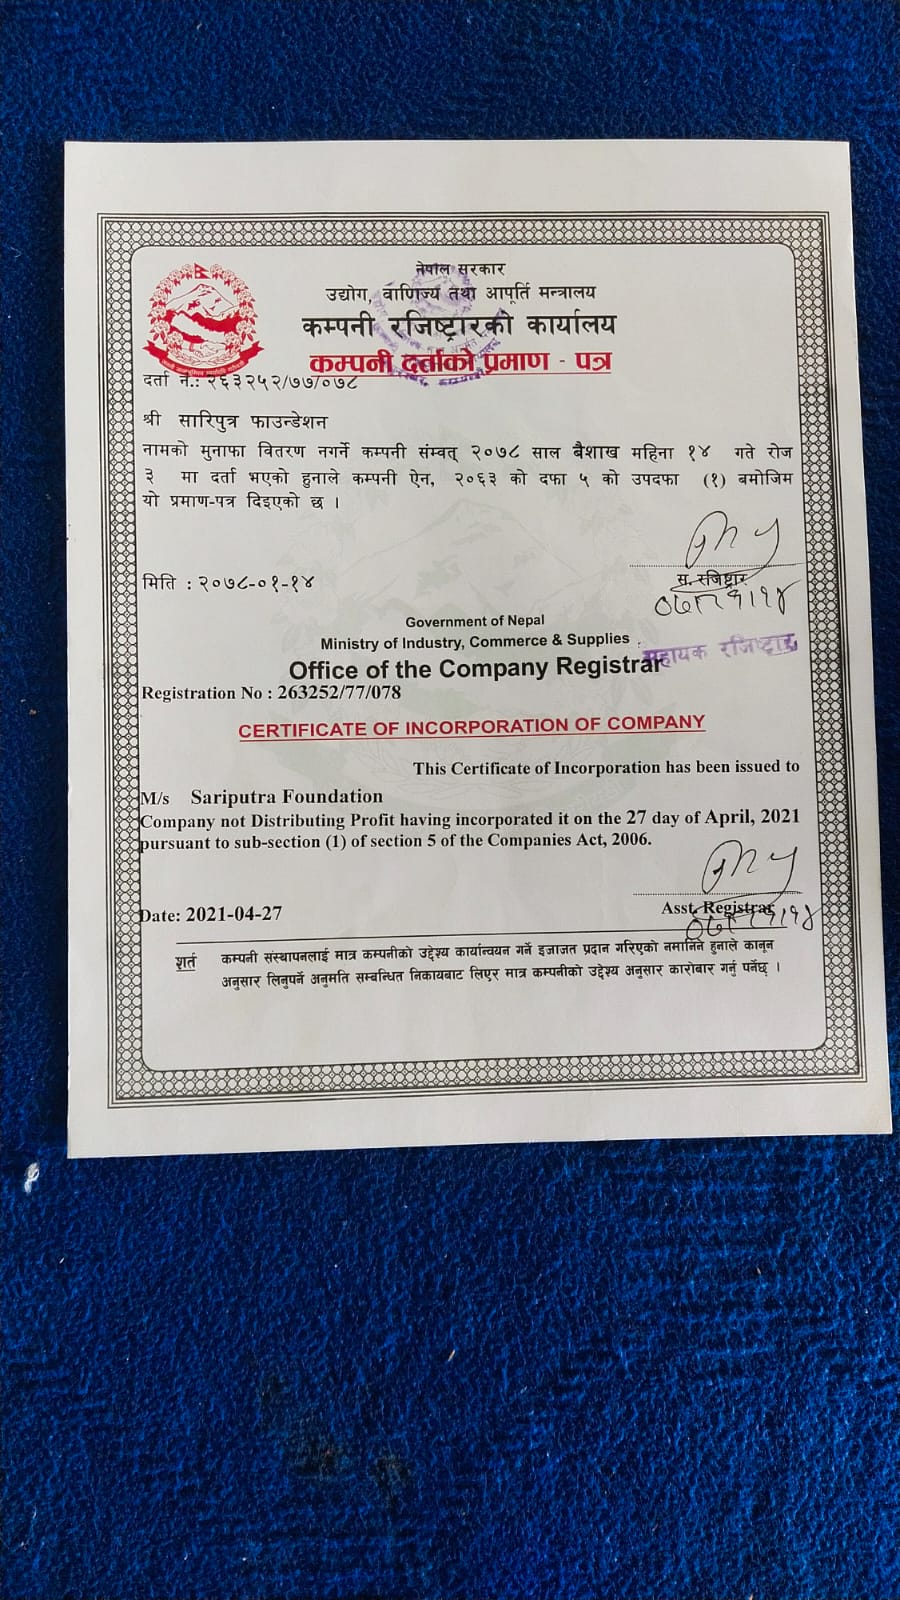 नेपाल सरकार
उद्योग, वाणिज्य तथा आपूर्ति मन्त्रालय
कम्पनी रजिष्ट्रारको कार्यालय
कम्पनी दर्ताको प्रमाण - पत्र
दर्ता नं.: २६३२५२/७७/०७८
श्री सारिपुत्र फाउन्डेशन
नामको मुनाफा वितरण नगर्ने कम्पनी संम्वत् २०७८ साल बैशाख महिना १४ गते रोज
३ मा दर्ता भएको हुनाले कम्पनी ऐन, २०६३ को दफा ५ को उपदफा (१) बमोजिम
यो प्रमाण-पत्र दिइएको छ ।
स. रजिष्ट्रार
मिति : २०७८-०१-१४
सहायक रजिष्ट्रार
Government of Nepal
Ministry of Industry, Commerce & Supplies
Office of the Company Registrar
Registration No : 263252/77/078
CERTIFICATE OF INCORPORATION OF COMPANY
This Certificate of Incorporation has been issued to
M/s Sariputra Foundation
Company not Distributing Profit having incorporated it on the 27 day of April, 2021
pursuant to sub-section (1) of section 5 of the Companies Act, 2006.
Asst. Registrar
Date: 2021-04-27
शर्त कम्पनी संस्थापनलाई मात्र कम्पनीको उद्देश्य कार्यान्वयन गर्ने इजाजत प्रदान गरिएको नमानिने हुनाले कानून
अनुसार लिनुपर्ने अनुमति सम्बन्धित निकायबाट लिएर मात्र कम्पनीको उद्देश्य अनुसार कारोबार गर्नु पर्नेछ ।